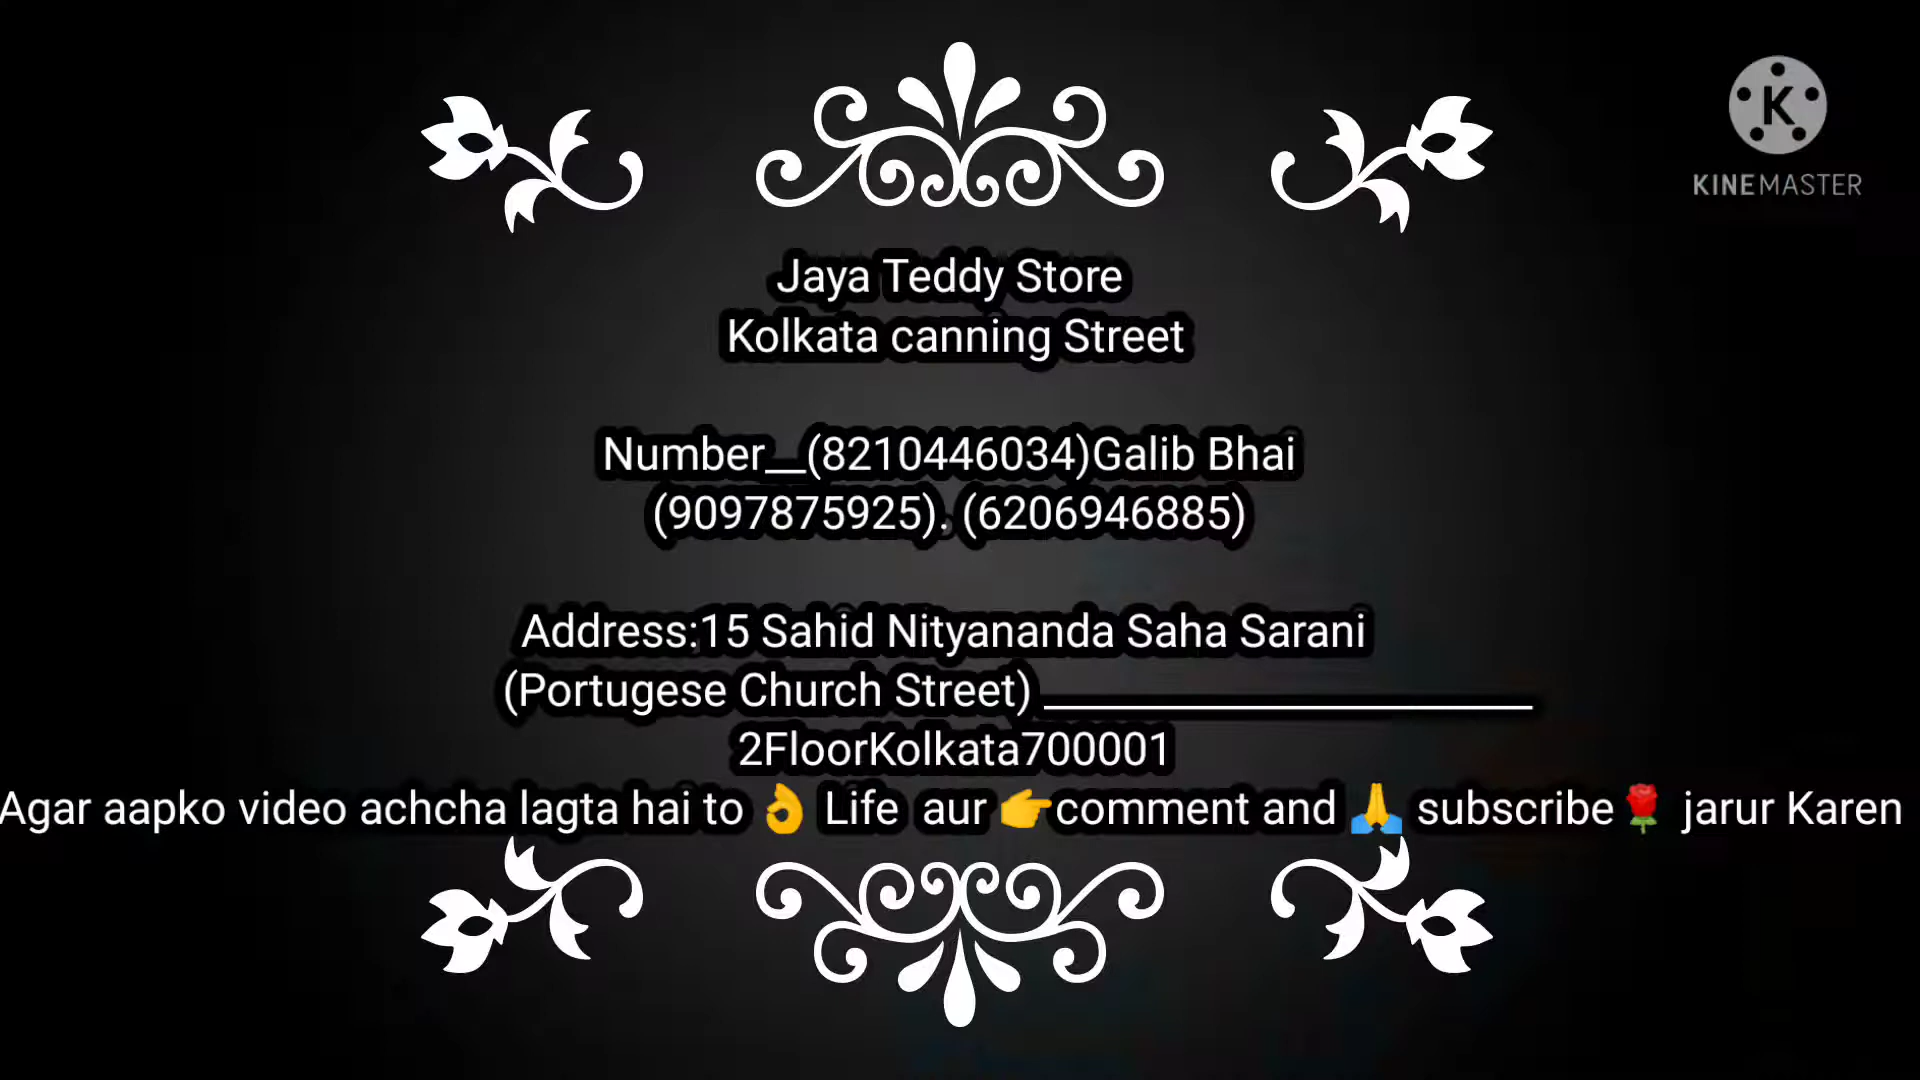 KINEMASTER
Jaya Teddy Store
Kolkata canning Street
Number__(8210446034)Galib Bhai
(9097875925). (6206946885)
Address:15 Sahid Nityananda Saha Sarani
(Portugese Church Street) ______________________
2FloorKolkata700001
Agar aapko video achcha lagta hai to 👌 Life aur 👉comment and 🙏 subscribe🌹 jarur Karen